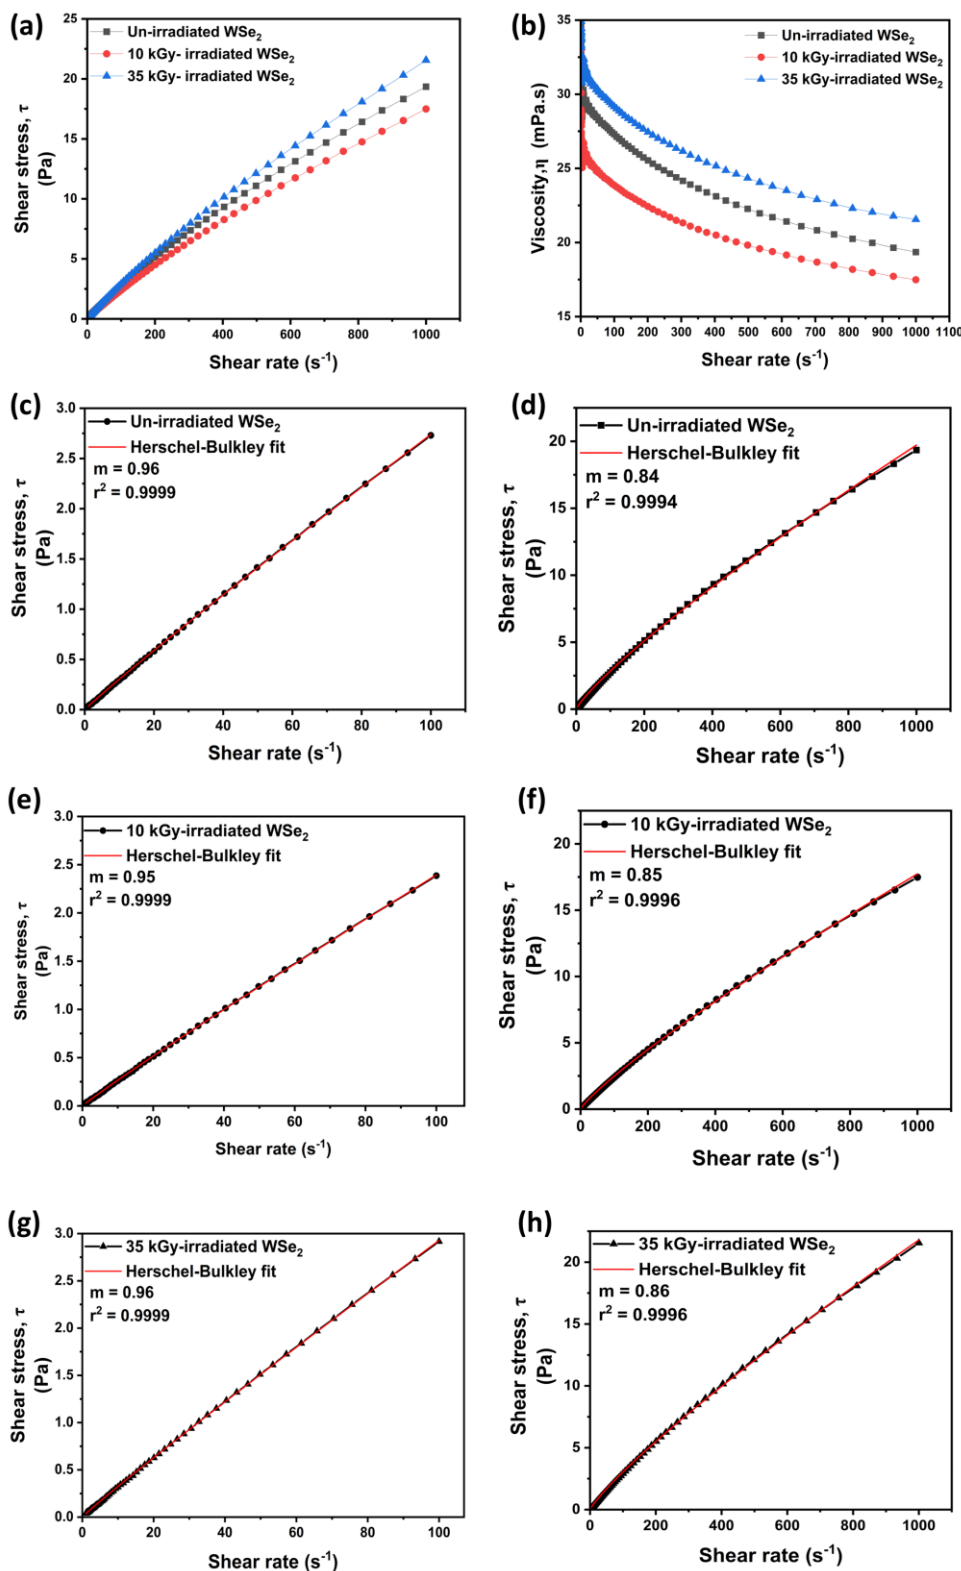 (a)
Un-irradiated WSe₂
10 kGy- irradiated WSe₂
35 kGy- irradiated WSe₂
Shear stress, τ
(Pa)
25
20
15
10
5
0
0 200 400 600 800 1000
Shear rate (s⁻¹)
(b)
Un-irradiated WSe₂
10 kGy-irradiated WSe₂
35 kGy-irradiated WSe₂
Viscosity,η (mPa.s)
35
30
25
20
15
0 100 200 300 400 500 600 700 800 900 1000 1100
Shear rate (s⁻¹)
(c)
Un-irradiated WSe₂
Herschel-Bulkley fit
m = 0.96
r² = 0.9999
Shear stress, τ
(Pa)
3.0
2.5
2.0
1.5
1.0
0.5
0.0
0 20 40 60 80 100
Shear rate (s⁻¹)
(d)
Un-irradiated WSe₂
Herschel-Bulkley fit
m = 0.84
r² = 0.9994
Shear stress, τ
(Pa)
20
15
10
5
0
0 200 400 600 800 1000
Shear rate (s⁻¹)
(e)
10 kGy-irradiated WSe₂
Herschel-Bulkley fit
m = 0.95
r² = 0.9999
Shear stress, τ
(Pa)
3.0
2.5
2.0
1.5
1.0
0.5
0.0
0 20 40 60 80 100
Shear rate (s⁻¹)
(f)
10 kGy-irradiated WSe₂
Herschel-Bulkley fit
m = 0.85
r² = 0.9996
Shear stress, τ
(Pa)
20
15
10
5
0
0 200 400 600 800 1000
Shear rate (s⁻¹)
(g)
35 kGy-irradiated WSe₂
Herschel-Bulkley fit
m = 0.96
r² = 0.9999
Shear stress, τ
(Pa)
3.0
2.5
2.0
1.5
1.0
0.5
0.0
0 20 40 60 80 100
Shear rate (s⁻¹)
(h)
35 kGy-irradiated WSe₂
Herschel-Bulkley fit
m = 0.86
r² = 0.9996
Shear stress, τ
(Pa)
20
15
10
5
0
0 200 400 600 800 1000
Shear rate (s⁻¹)